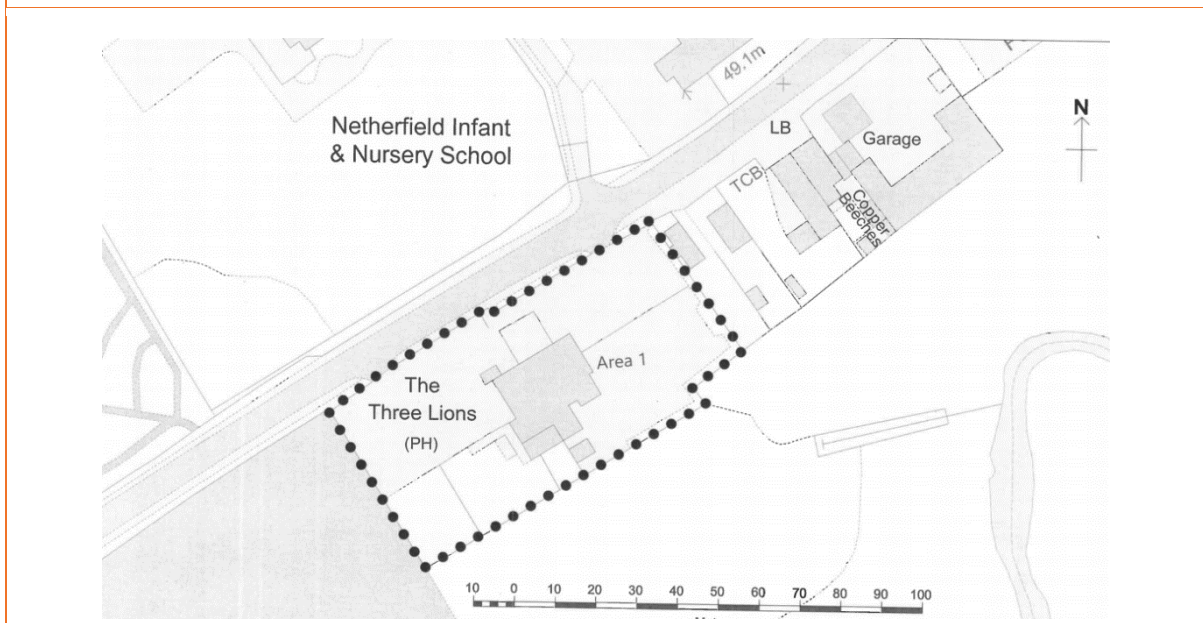 49.1m
Netherfield Infant
& Nursery School
LB
Garage
N
TCB
Copper
Beeches
Area 1
The
Three Lions
(PH)
10 0 10 20 30 40 50 60 70 80 90 100